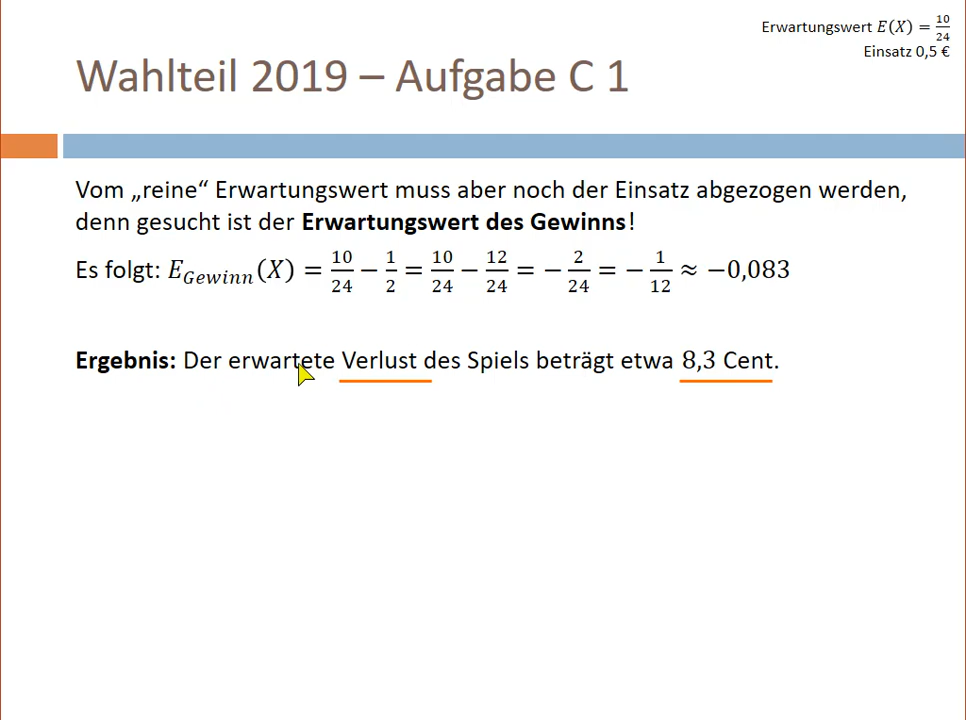 Erwartungswert E(X) = 10/24
Einsatz 0,5 €
Wahlteil 2019 – Aufgabe C 1
Vom „reine“ Erwartungswert muss aber noch der Einsatz abgezogen werden,
denn gesucht ist der Erwartungswert des Gewinns!
Es folgt: E_Gewinn(X) = 10/24 − 1/2 = 10/24 − 12/24 = − 2/24 = − 1/12 ≈ −0,083
Ergebnis: Der erwartete Verlust des Spiels beträgt etwa 8,3 Cent.